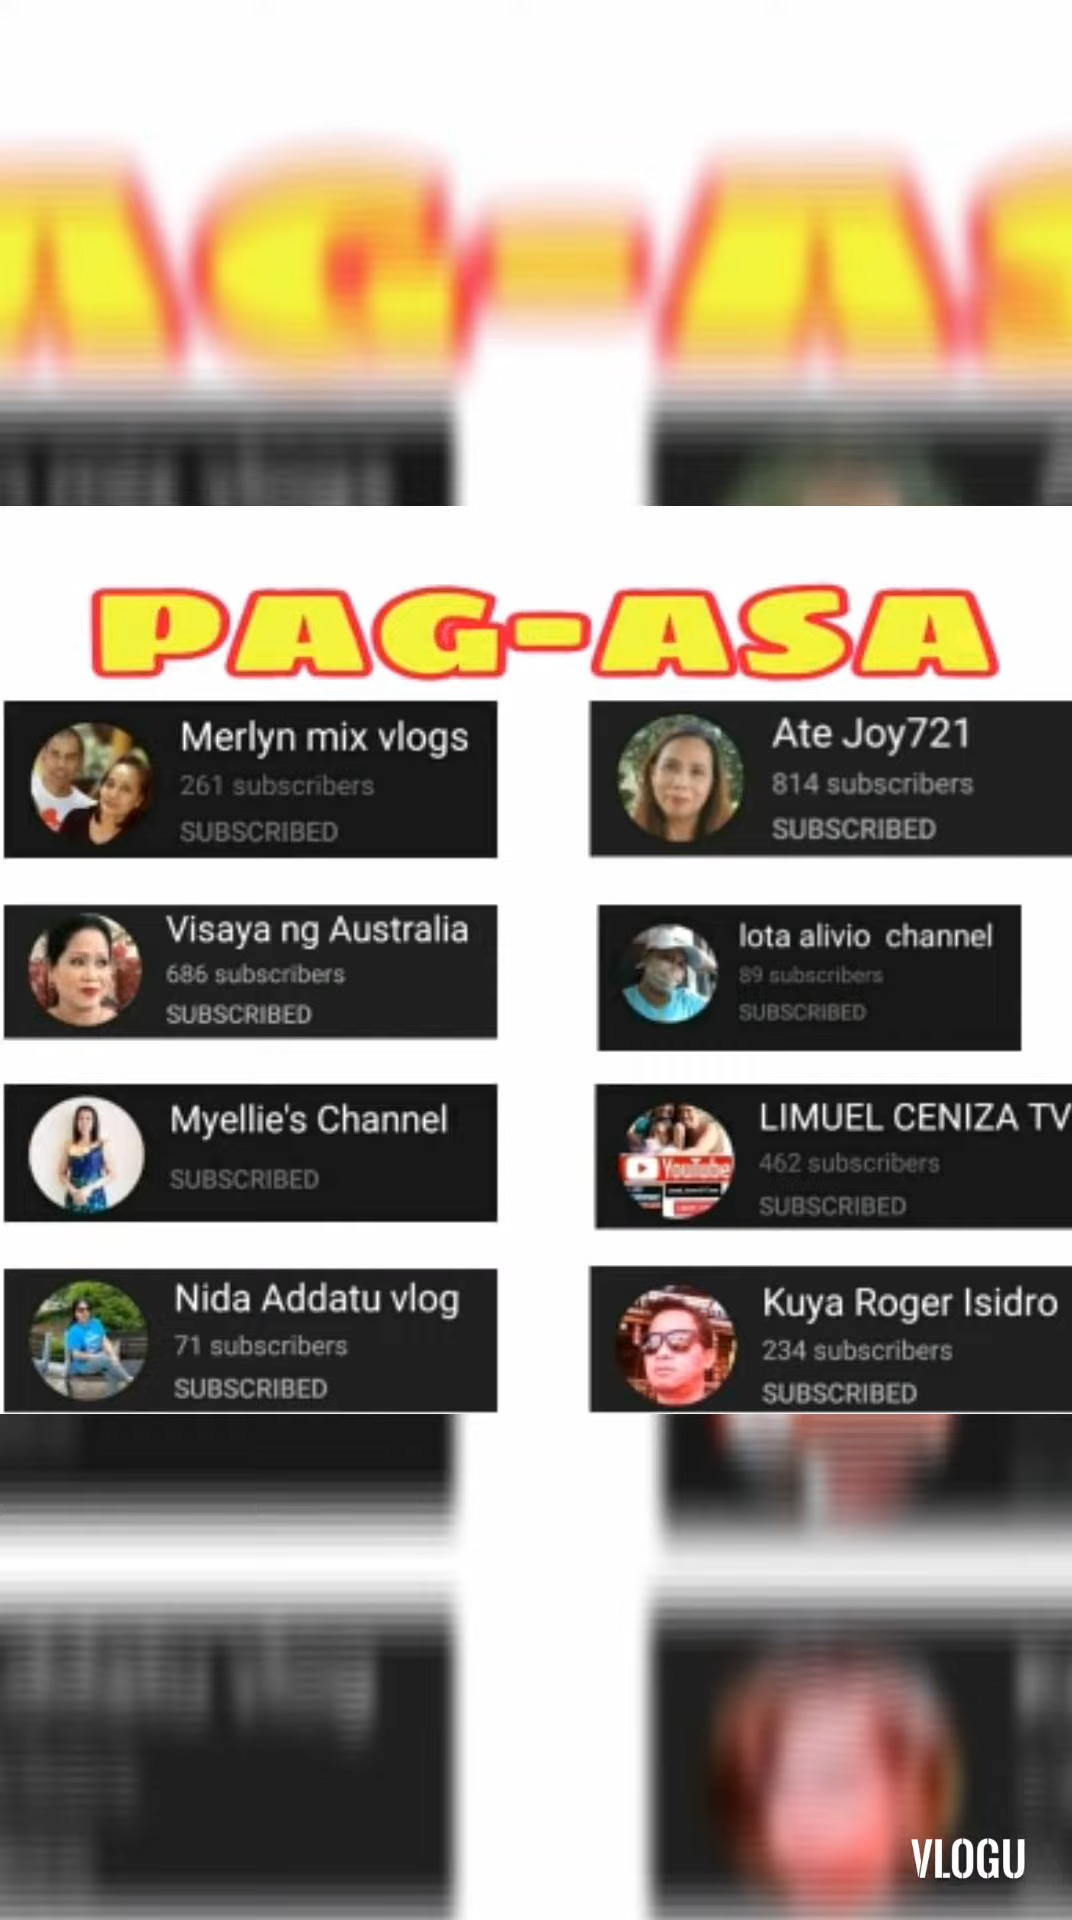 PAG-ASA
Merlyn mix vlogs
261 subscribers
SUBSCRIBED
Ate Joy721
814 subscribers
SUBSCRIBED
Visaya ng Australia
686 subscribers
SUBSCRIBED
lota alivio channel
89 subscribers
SUBSCRIBED
Myellie's Channel
SUBSCRIBED
LIMUEL CENIZA TV
462 subscribers
SUBSCRIBED
YouTube
Nida Addatu vlog
71 subscribers
SUBSCRIBED
Kuya Roger Isidro
234 subscribers
SUBSCRIBED
VLOGU